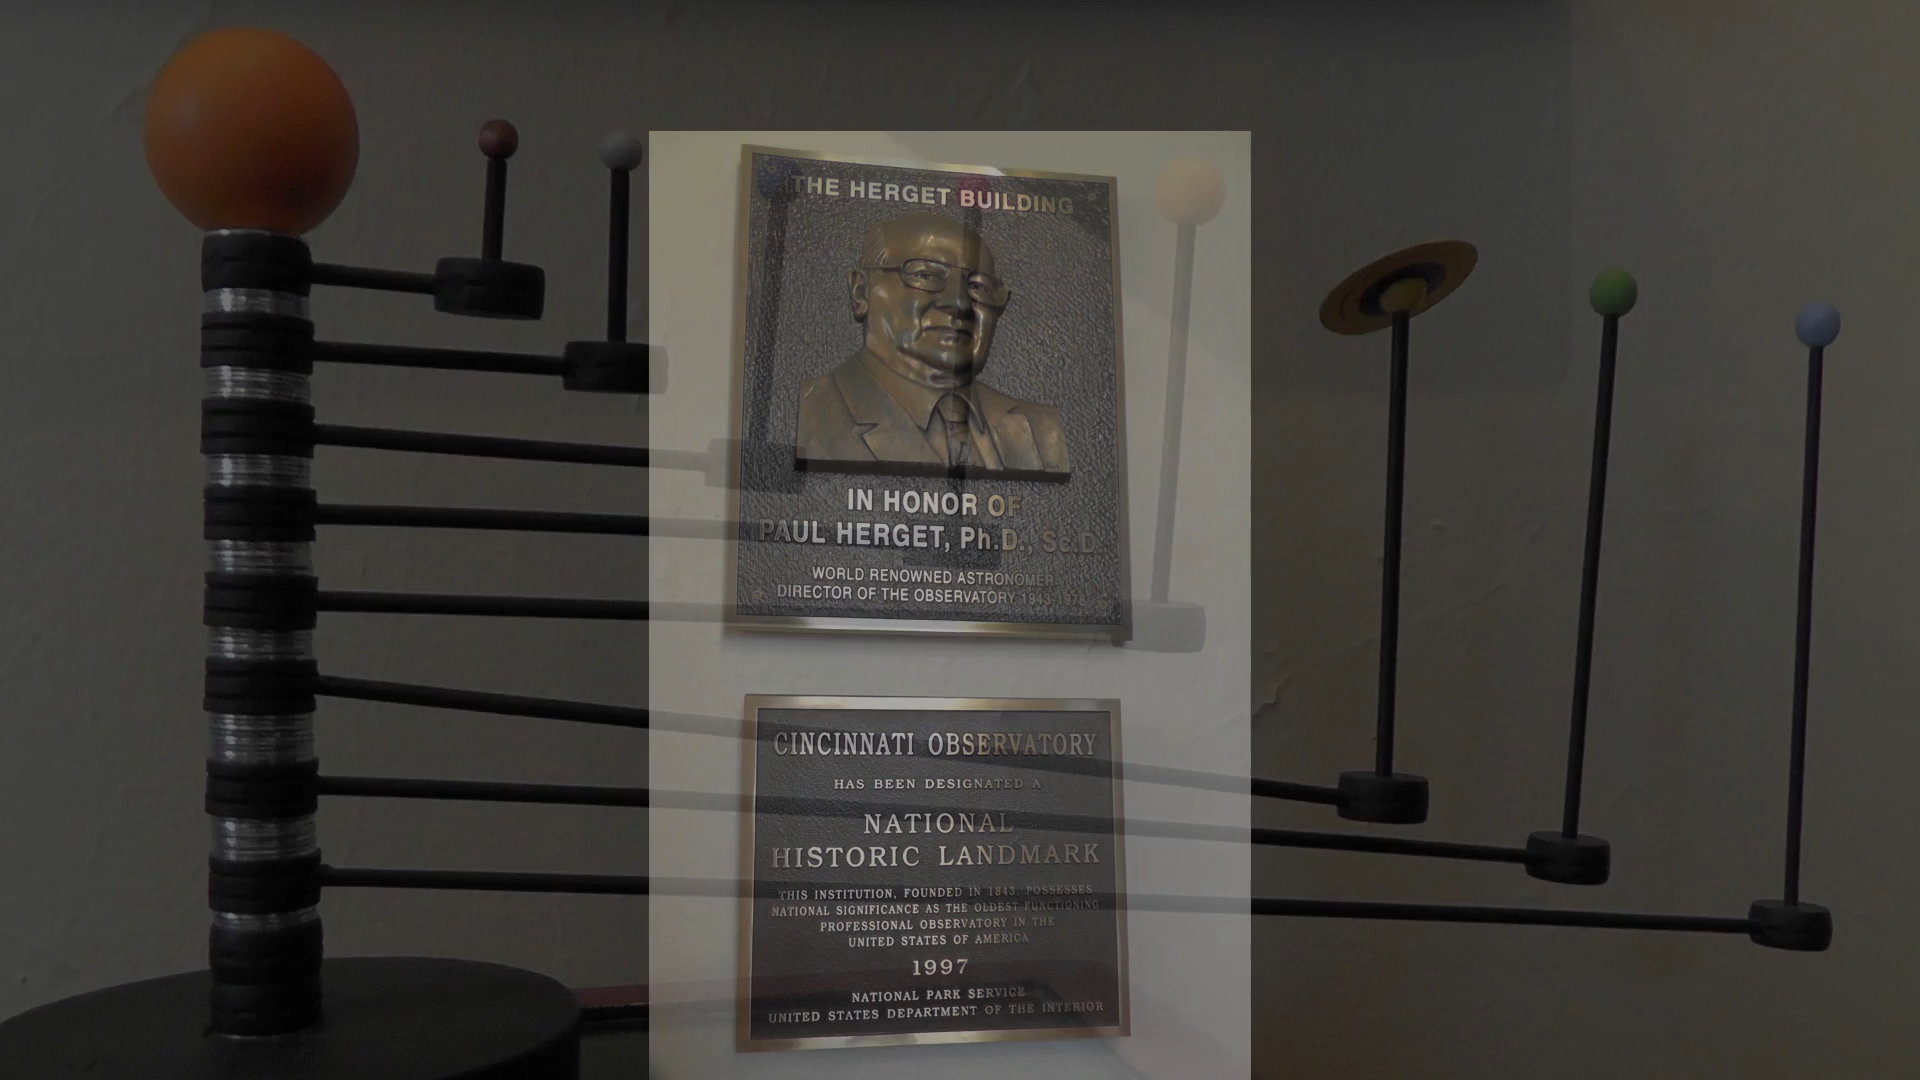 THE HERGET BUILDING
IN HONOR OF
PAUL HERGET, Ph.D., Sc.D.
WORLD RENOWNED ASTRONOMER
DIRECTOR OF THE OBSERVATORY 1943-1978
CINCINNATI OBSERVATORY
HAS BEEN DESIGNATED A
NATIONAL
HISTORIC LANDMARK
THIS INSTITUTION, FOUNDED IN 1843, POSSESSES
NATIONAL SIGNIFICANCE AS THE OLDEST FUNCTIONING
PROFESSIONAL OBSERVATORY IN THE
UNITED STATES OF AMERICA
1997
NATIONAL PARK SERVICE
UNITED STATES DEPARTMENT OF THE INTERIOR